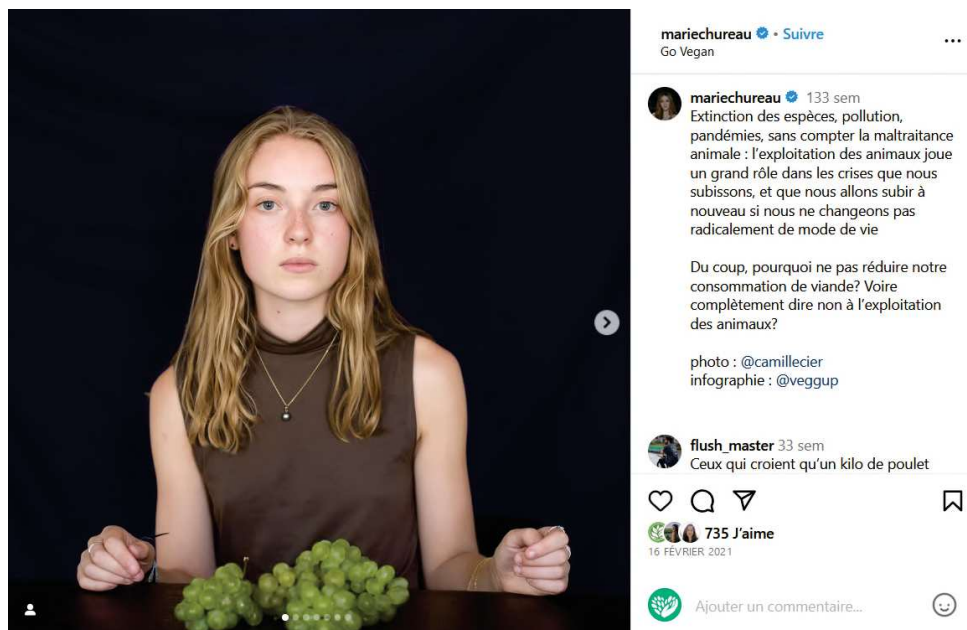 mariechureau • Suivre
Go Vegan
mariechureau 133 sem
Extinction des espèces, pollution,
pandémies, sans compter la maltraitance
animale : l'exploitation des animaux joue
un grand rôle dans les crises que nous
subissons, et que nous allons subir à
nouveau si nous ne changeons pas
radicalement de mode de vie
Du coup, pourquoi ne pas réduire notre
consommation de viande? Voire
complètement dire non à l'exploitation
des animaux?
photo : @camillecier
infographie : @veggup
flush_master 33 sem
Ceux qui croient qu'un kilo de poulet
735 J'aime
16 FÉVRIER 2021
Ajouter un commentaire...